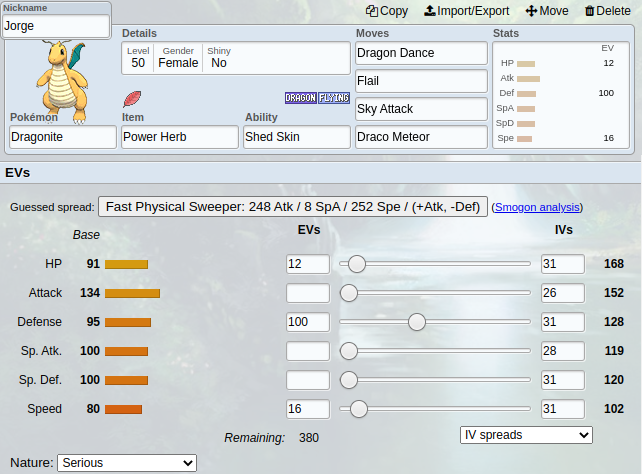 Nickname
Jorge
Copy Import/Export Move Delete
Details Moves Stats
Level Gender Shiny
50 Female No
Dragon Dance
EV
HP 12
Flail
Atk
Def 100
DRAGON FLYING
Sky Attack
SpA
SpD
Pokémon Item Ability
Dragonite Power Herb Shed Skin
Draco Meteor
Spe 16
EVs
Guessed spread: Fast Physical Sweeper: 248 Atk / 8 SpA / 252 Spe / (+Atk, -Def) (Smogon analysis)
Base EVs IVs
HP 91 12 31 168
Attack 134 26 152
Defense 95 100 31 128
Sp. Atk. 100 28 119
Sp. Def. 100 31 120
Speed 80 16 31 102
Remaining: 380 IV spreads
Nature: Serious